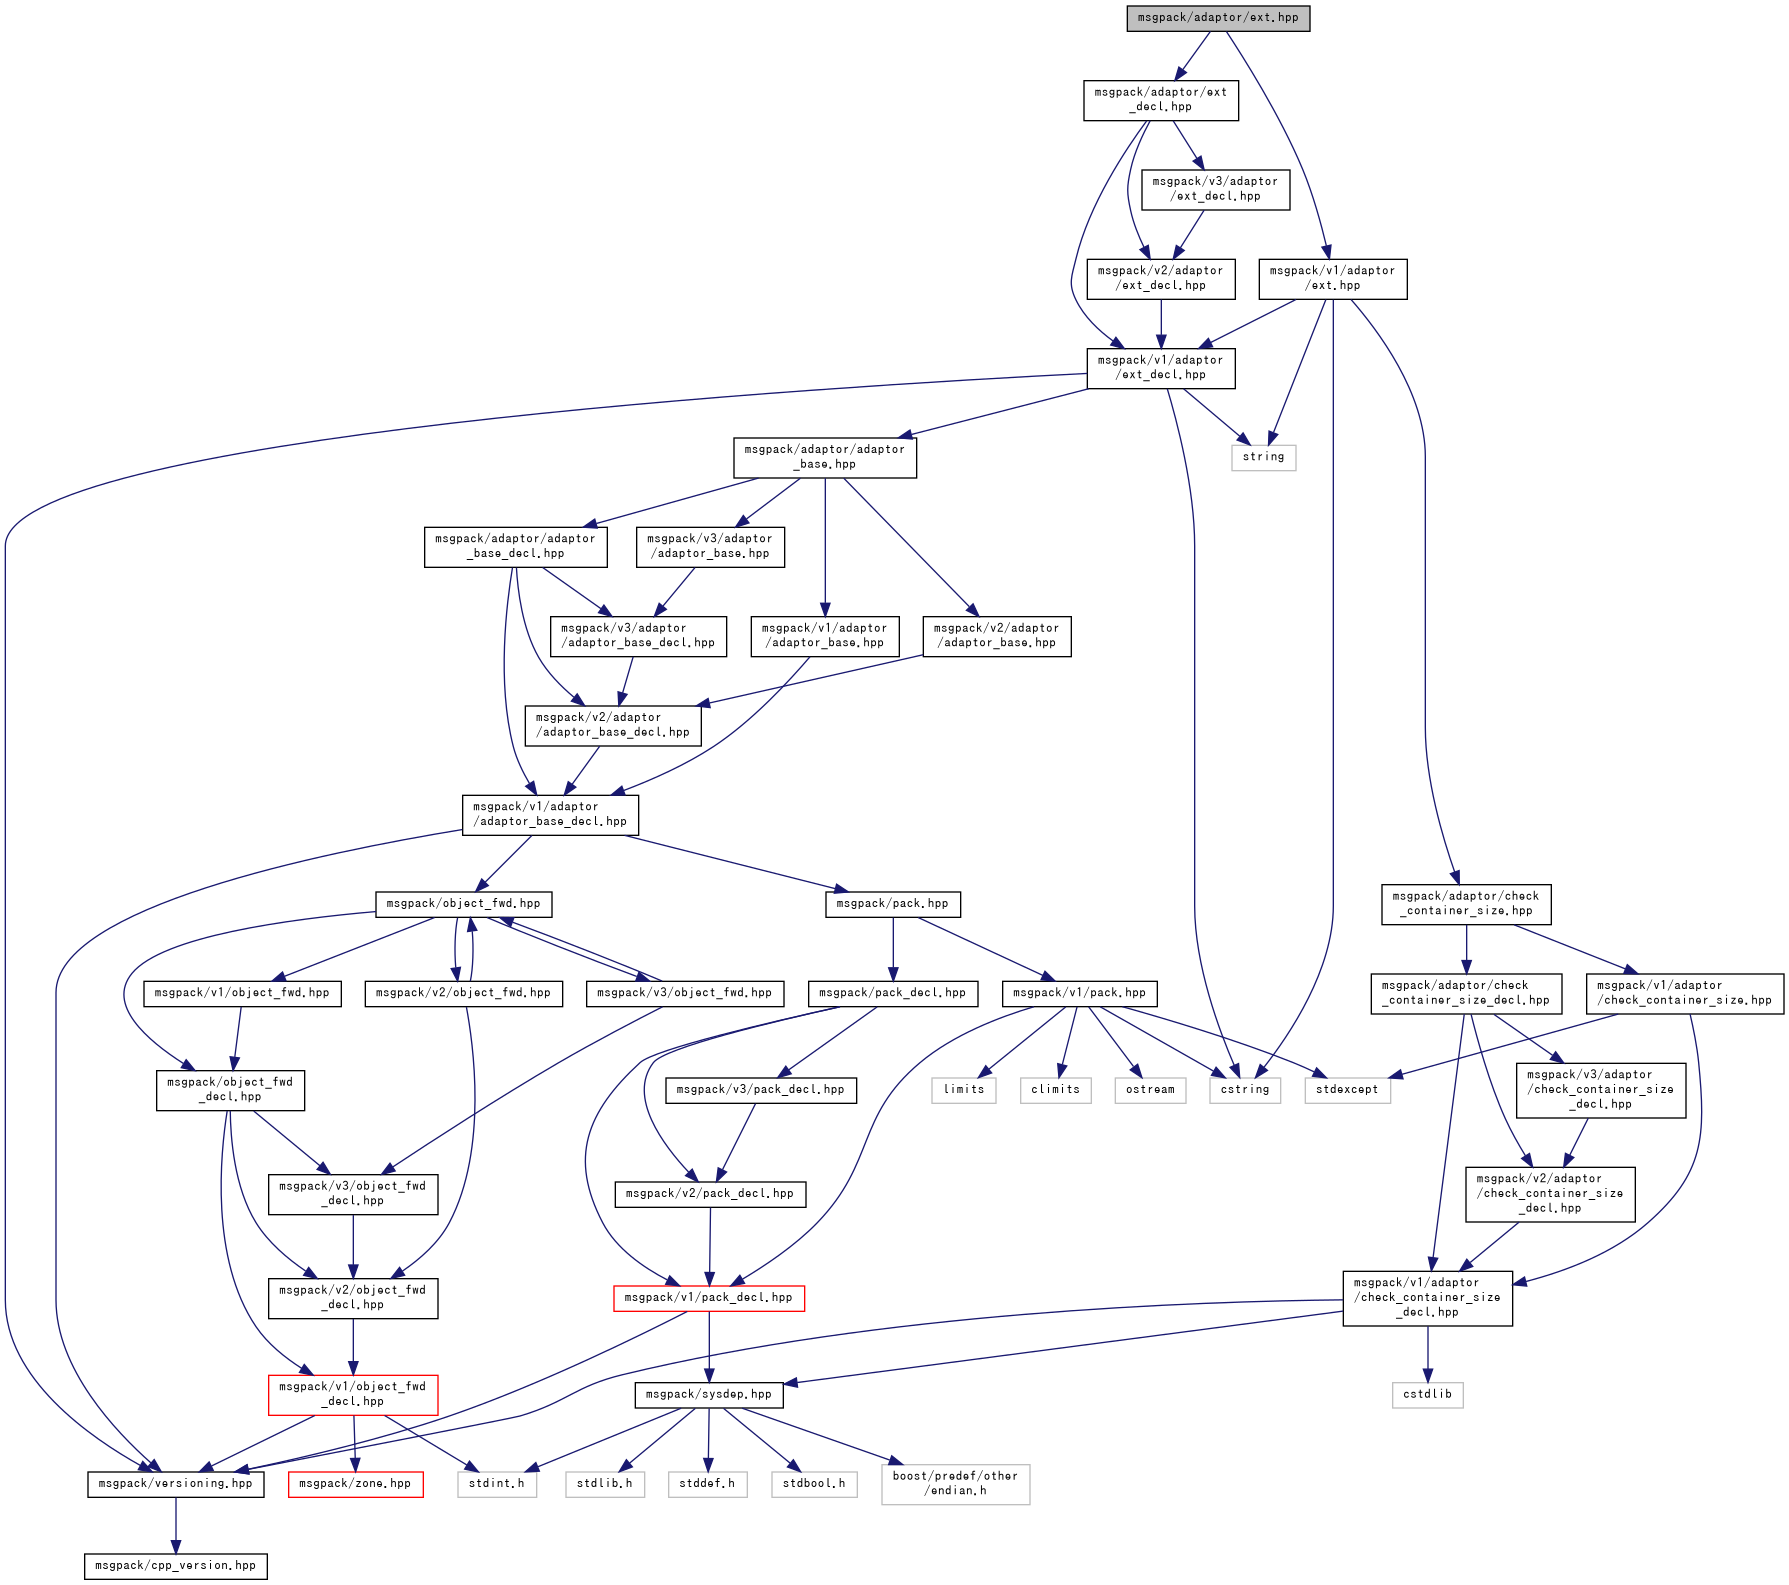 msgpack/adaptor/ext.hpp
msgpack/adaptor/ext
_decl.hpp
msgpack/v3/adaptor
/ext_decl.hpp
msgpack/v2/adaptor
/ext_decl.hpp
msgpack/v1/adaptor
/ext.hpp
msgpack/v1/adaptor
/ext_decl.hpp
msgpack/adaptor/adaptor
_base.hpp
string
msgpack/adaptor/adaptor
_base_decl.hpp
msgpack/v3/adaptor
/adaptor_base.hpp
msgpack/v3/adaptor
/adaptor_base_decl.hpp
msgpack/v1/adaptor
/adaptor_base.hpp
msgpack/v2/adaptor
/adaptor_base.hpp
msgpack/v2/adaptor
/adaptor_base_decl.hpp
msgpack/v1/adaptor
/adaptor_base_decl.hpp
msgpack/object_fwd.hpp
msgpack/pack.hpp
msgpack/adaptor/check
_container_size.hpp
msgpack/v1/object_fwd.hpp
msgpack/v2/object_fwd.hpp
msgpack/v3/object_fwd.hpp
msgpack/pack_decl.hpp
msgpack/v1/pack.hpp
msgpack/adaptor/check
_container_size_decl.hpp
msgpack/v1/adaptor
/check_container_size.hpp
msgpack/object_fwd
_decl.hpp
msgpack/v3/pack_decl.hpp
limits
climits
ostream
cstring
stdexcept
msgpack/v3/adaptor
/check_container_size
_decl.hpp
msgpack/v3/object_fwd
_decl.hpp
msgpack/v2/pack_decl.hpp
msgpack/v2/adaptor
/check_container_size
_decl.hpp
msgpack/v2/object_fwd
_decl.hpp
msgpack/v1/pack_decl.hpp
msgpack/v1/adaptor
/check_container_size
_decl.hpp
msgpack/v1/object_fwd
_decl.hpp
msgpack/sysdep.hpp
cstdlib
msgpack/versioning.hpp
msgpack/zone.hpp
stdint.h
stdlib.h
stddef.h
stdbool.h
boost/predef/other
/endian.h
msgpack/cpp_version.hpp